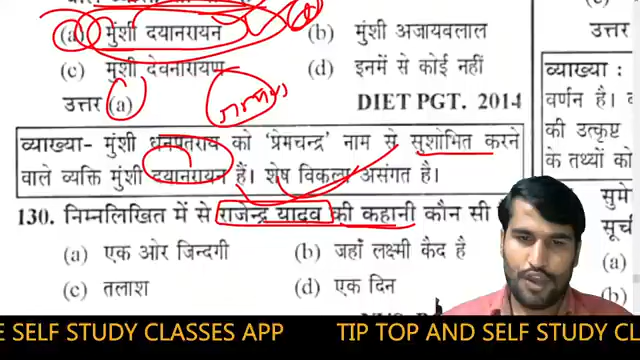 वाले व्यक्ति
(a) मुंशी दयानरायन (b) मुंशी अजायवलाल
(c) मुंशी देवनारायण (d) इनमें से कोई नहीं
उत्तर (a) DIET PGT. 2014
व्याख्या- मुंशी धनपतराय को ‘प्रेमचन्द्र’ नाम से सुशोभित करने
वाले व्यक्ति मुंशी दयानरायन हैं। शेष विकल्प असंगत है।
130. निम्नलिखित में से राजेन्द्र यादव की कहानी कौन सी
(a) एक ओर जिन्दगी (b) जहाँ लक्ष्मी कैद है
(c) तलाश (d) एक दिन
व्याख्या :
वर्णन है।
की उत्कृष्ट
के तथ्यों को
सुमे
सूची
(a)
(b)
E SELF STUDY CLASSES APP TIP TOP AND SELF STUDY CL